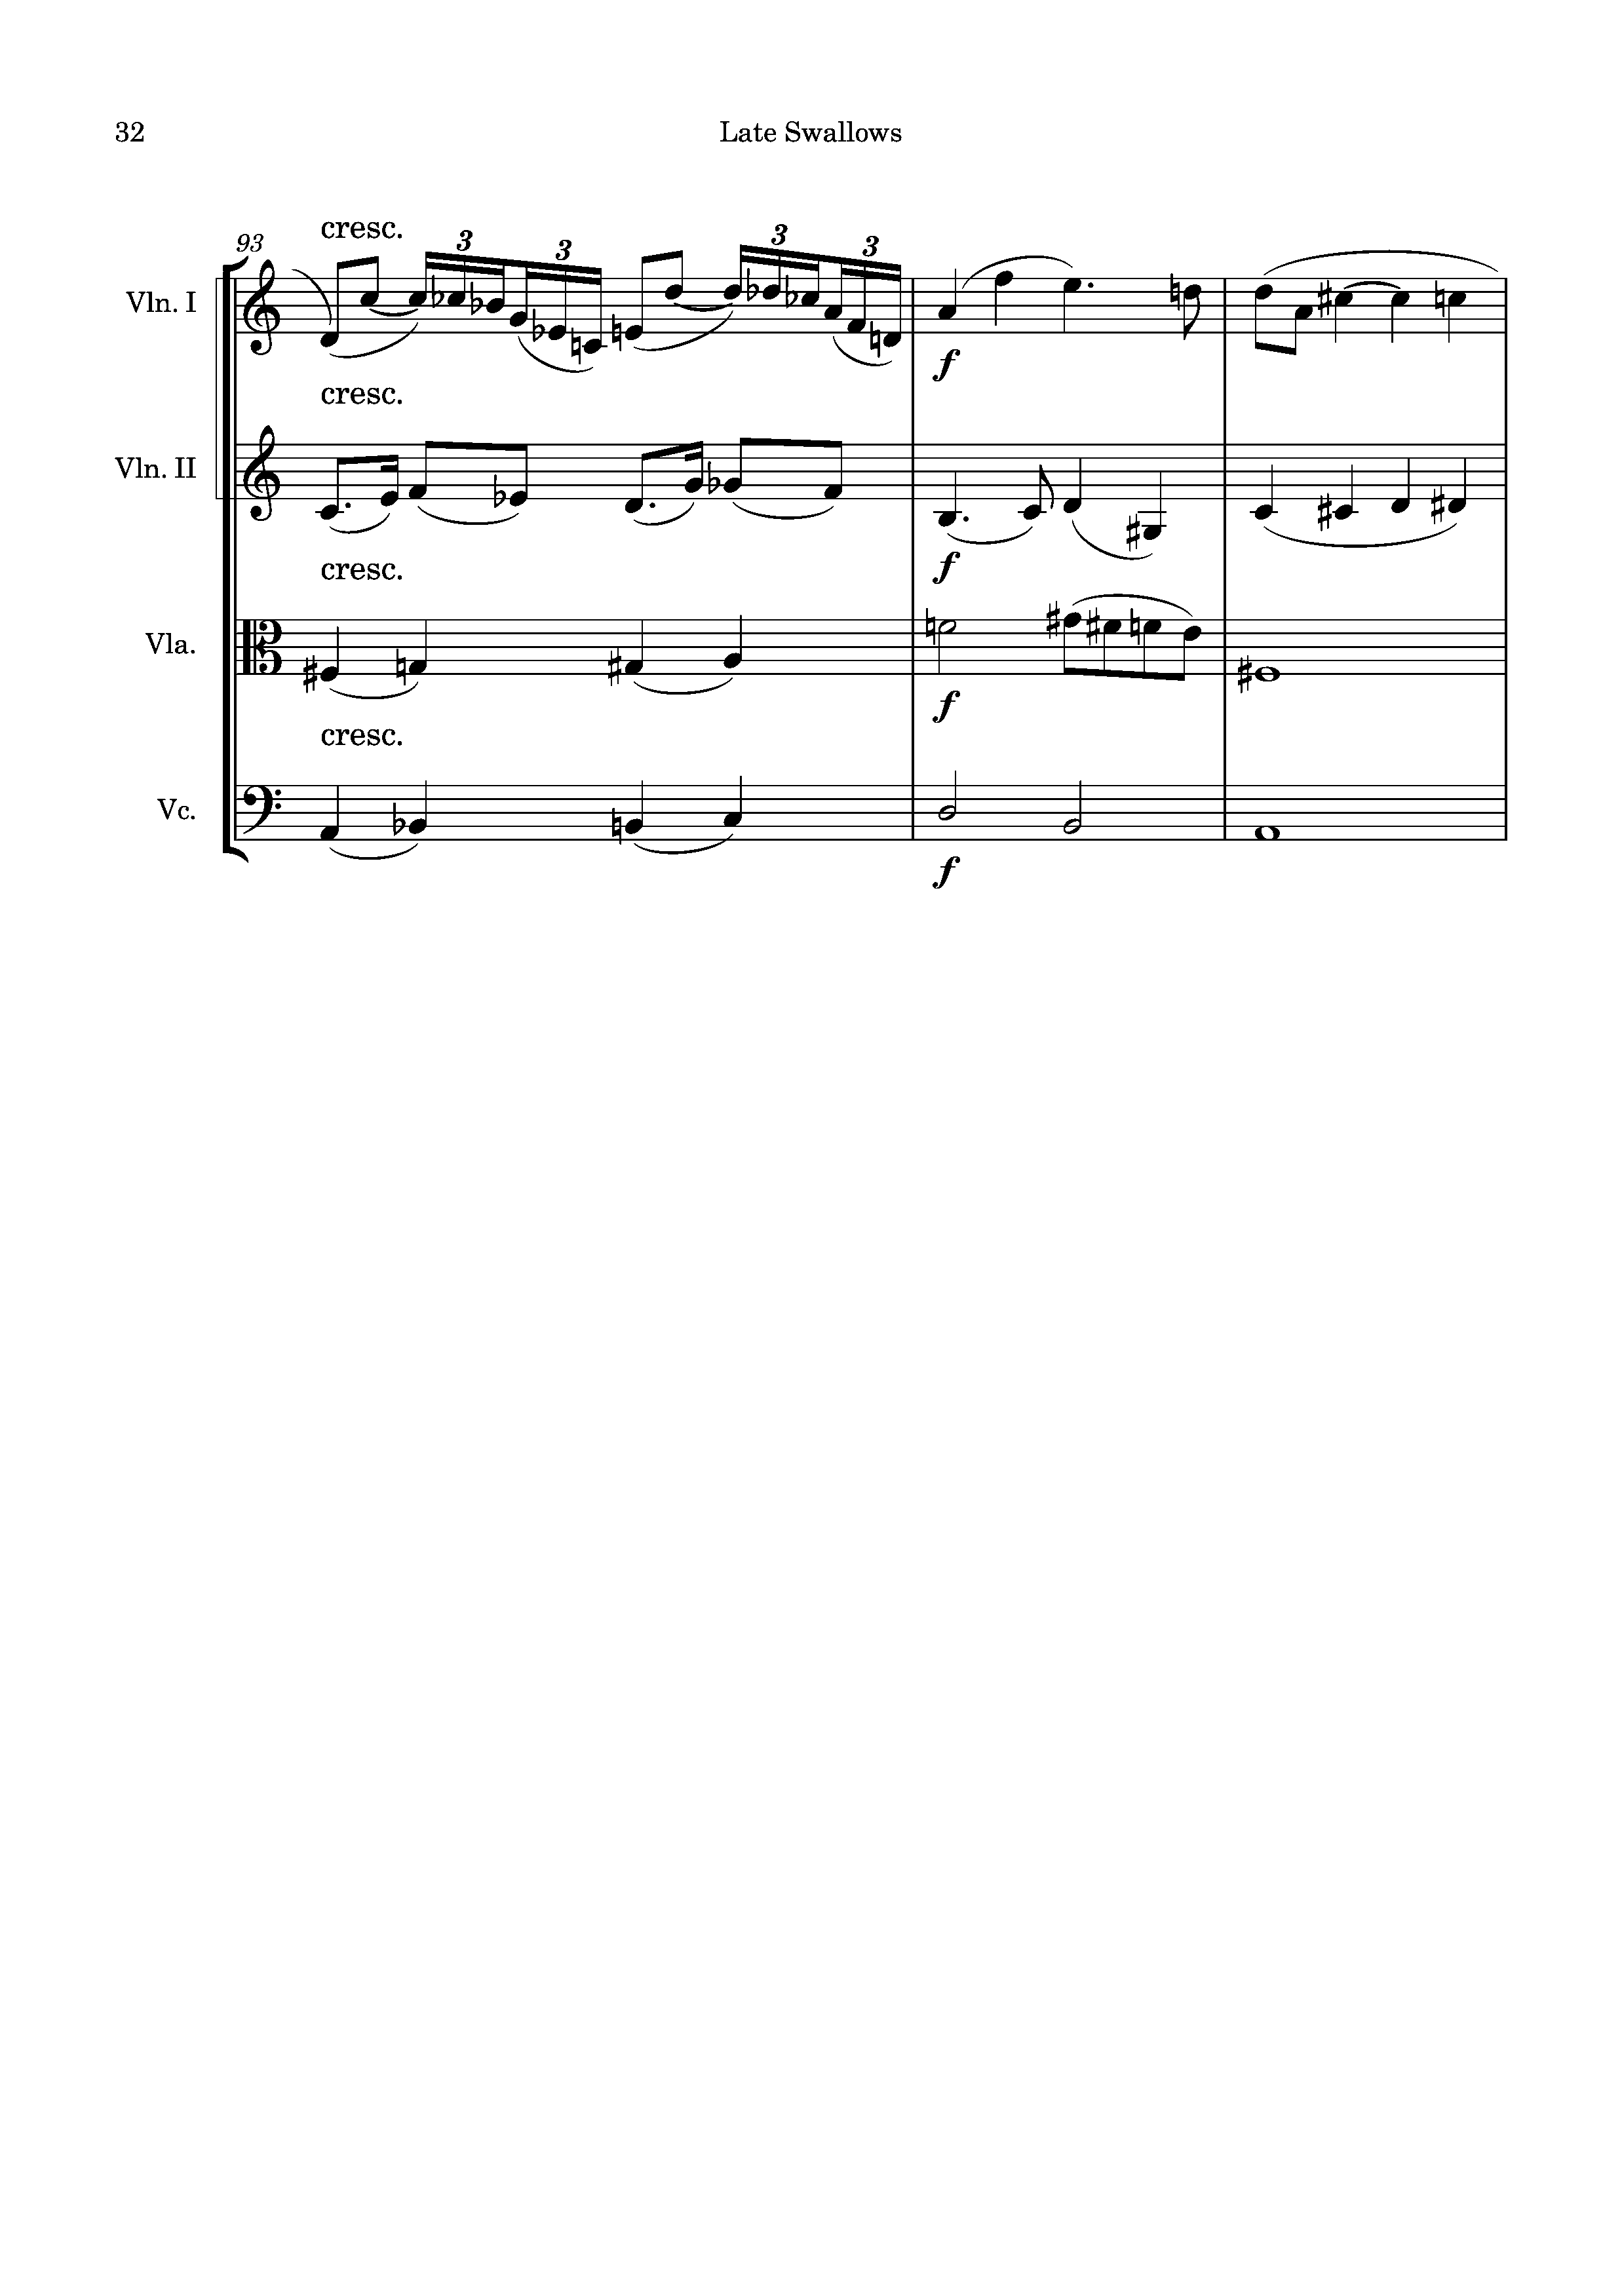 32 Late Swallows
cresc.
93 3 3 3 3
Vln. I
f
cresc.
Vln. II
f
cresc.
Vla.
f
cresc.
Vc.
f